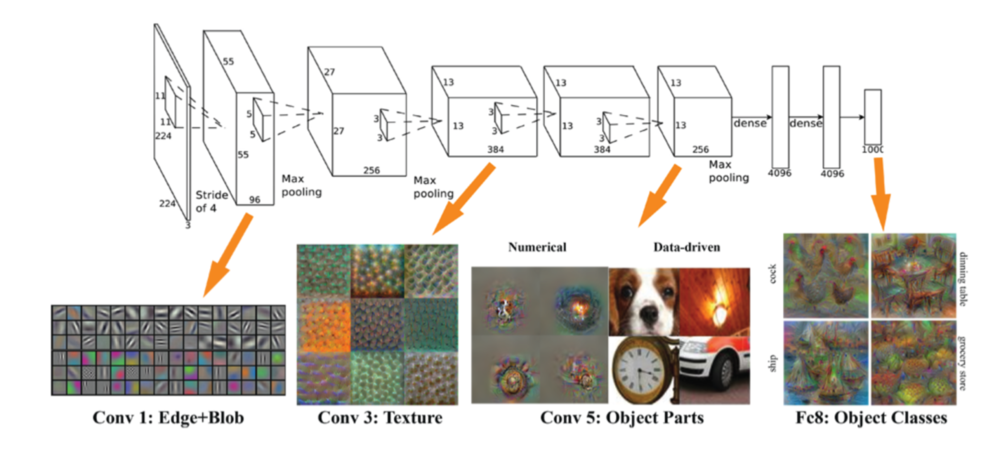 55
27
13
13
13
11
5
3
3
3
11
5
27
3
13
3
13
3
13
224
55
dense
dense
384
384
256
1000
256
Max
pooling
4096
4096
Stride
of 4
96
Max
pooling
Max
pooling
224
3
Numerical
Data-driven
cock
dinning table
ship
grocery store
Conv 1: Edge+Blob
Conv 3: Texture
Conv 5: Object Parts
Fc8: Object Classes